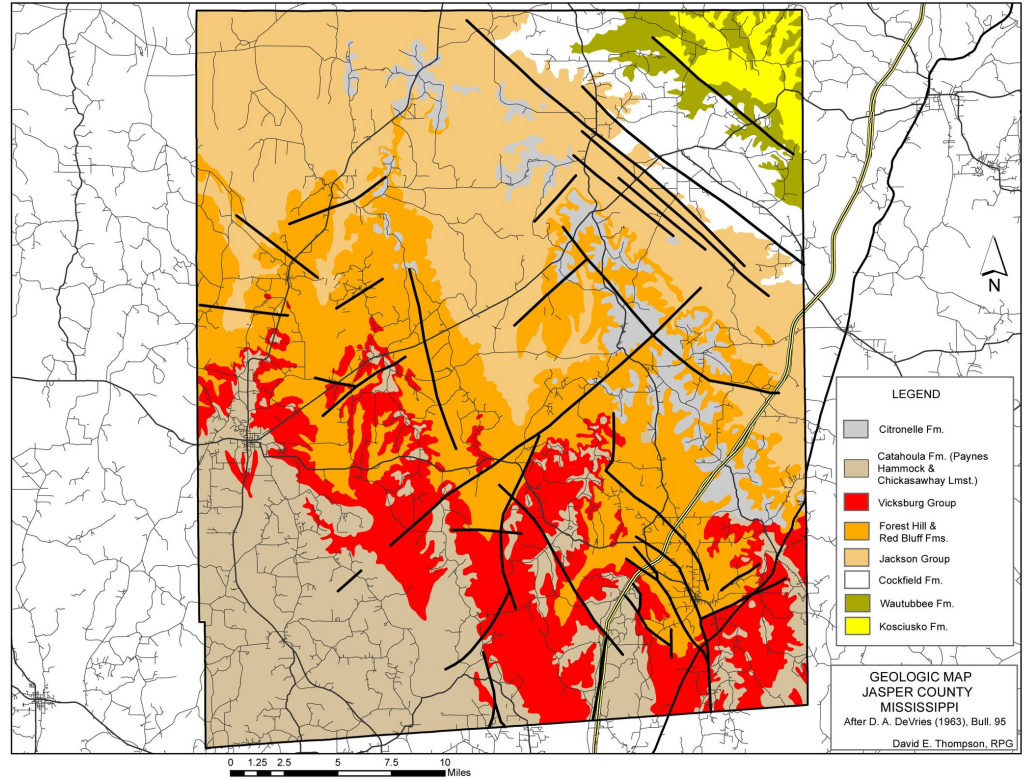 N
LEGEND
Citronelle Fm.
Catahoula Fm. (Paynes
Hammock &
Chickasawhay Lmst.)
Vicksburg Group
Forest Hill &
Red Bluff Fms.
Jackson Group
Cockfield Fm.
Wautubbee Fm.
Kosciusko Fm.
GEOLOGIC MAP
JASPER COUNTY
MISSISSIPPI
After D. A. DeVries (1963), Bull. 95
David E. Thompson, RPG
0 1.25 2.5 5 7.5 10
Miles